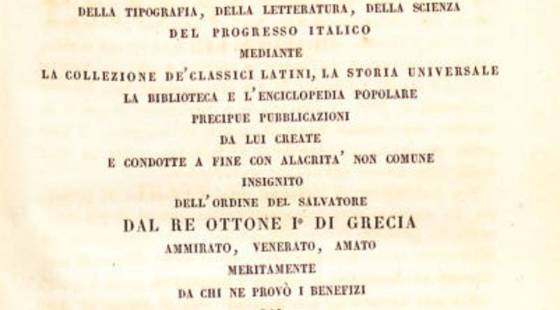 DELLA TIPOGRAFIA, DELLA LETTERATURA, DELLA SCIENZA
DEL PROGRESSO ITALICO
MEDIANTE
LA COLLEZIONE DE'CLASSICI LATINI, LA STORIA UNIVERSALE
LA BIBLIOTECA E L'ENCICLOPEDIA POPOLARE
PRECIPUE PUBBLICAZIONI
DA LUI CREATE
E CONDOTTE A FINE CON ALACRITA' NON COMUNE
INSIGNITO
DELL'ORDINE DEL SALVATORE
DAL RE OTTONE Iº DI GRECIA
AMMIRATO, VENERATO, AMATO
MERITAMENTE
DA CHI NE PROVÒ I BENEFIZI